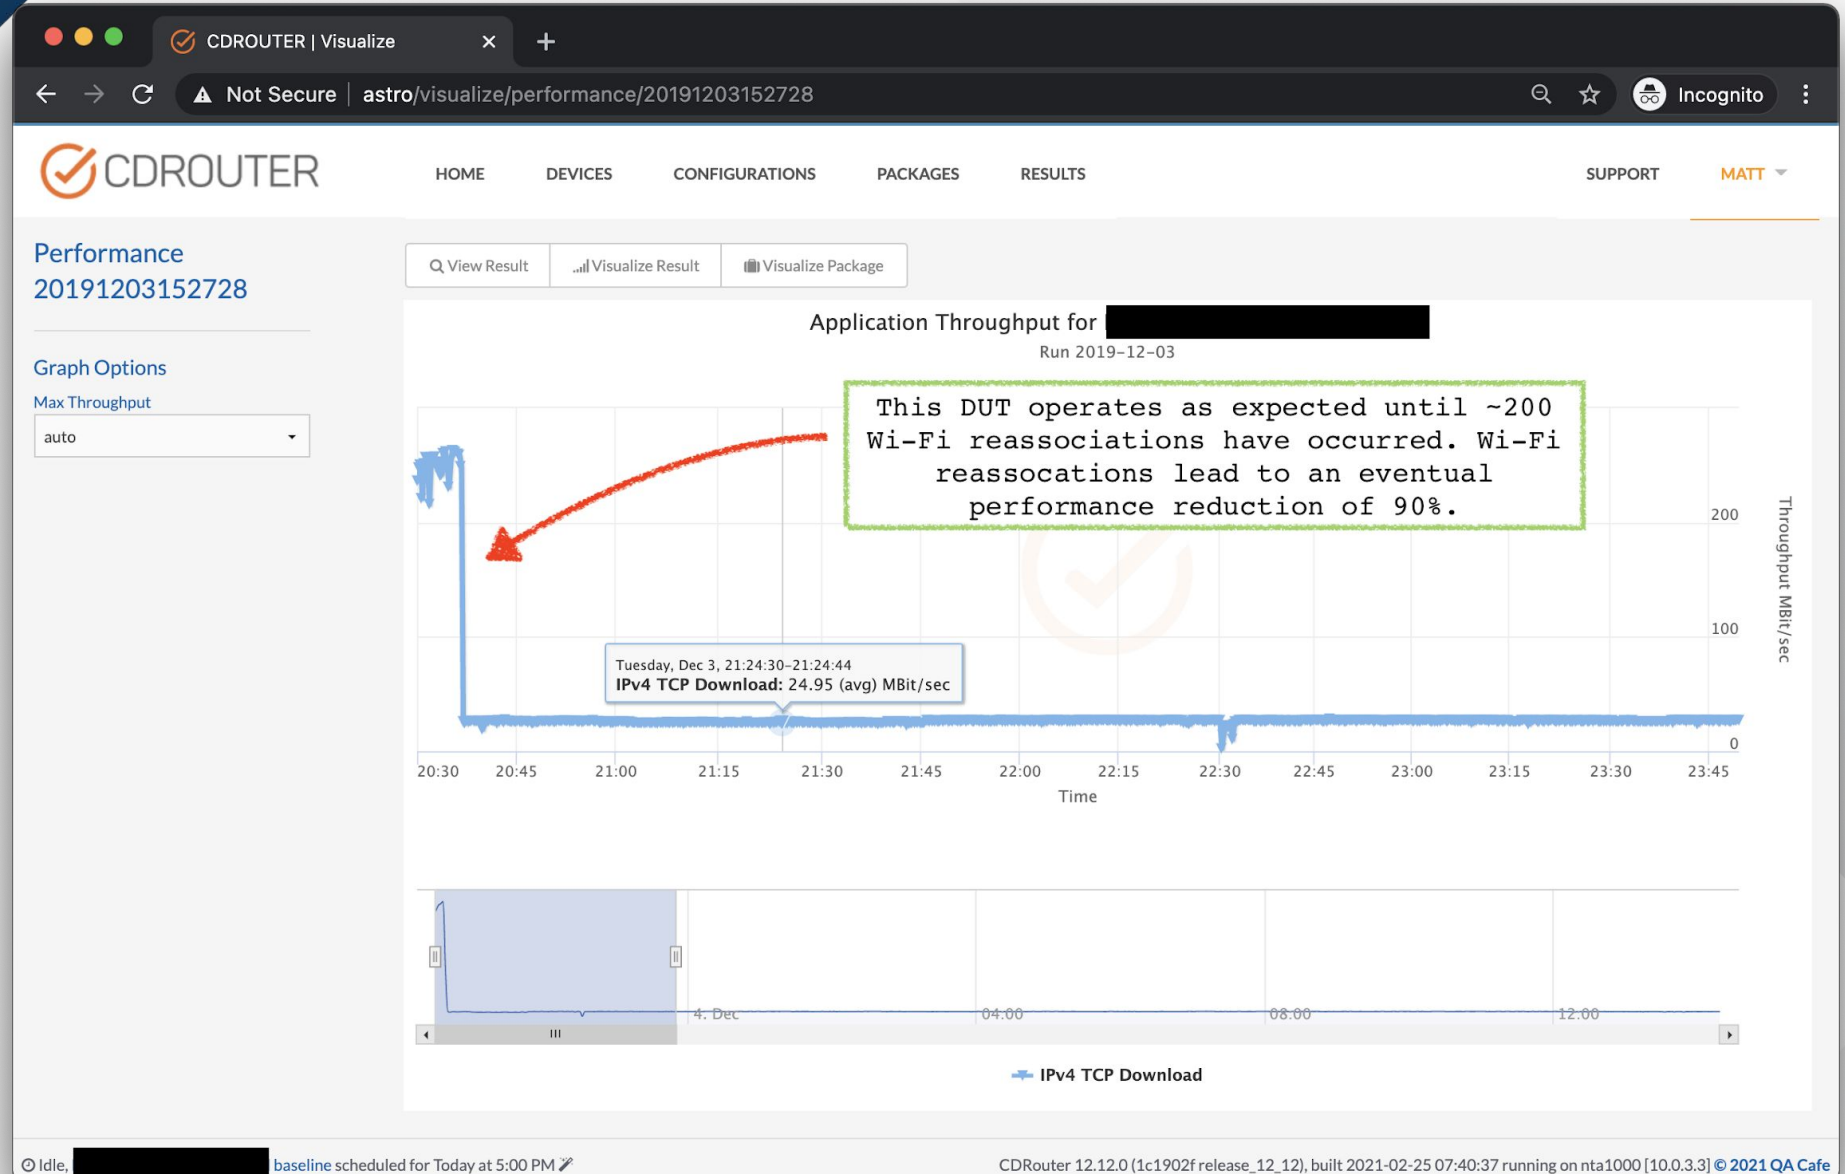 CDROUTER | Visualize
Not Secure | astro/visualize/performance/20191203152728
Incognito
CDROUTER
HOME DEVICES CONFIGURATIONS PACKAGES RESULTS SUPPORT MATT
Performance
20191203152728
Graph Options
Max Throughput
auto
View Result Visualize Result Visualize Package
Application Throughput for
Run 2019-12-03
This DUT operates as expected until ~200
Wi-Fi reassociations have occurred. Wi-Fi
reassocations lead to an eventual
performance reduction of 90%.
200
100
0
Throughput MBit/sec
Tuesday, Dec 3, 21:24:30-21:24:44
IPv4 TCP Download: 24.95 (avg) MBit/sec
20:30 20:45 21:00 21:15 21:30 21:45 22:00 22:15 22:30 22:45 23:00 23:15 23:30 23:45
Time
4. Dec 04:00 08:00 12:00
IPv4 TCP Download
Idle, baseline scheduled for Today at 5:00 PM
CDRouter 12.12.0 (1c1902f release_12_12), built 2021-02-25 07:40:37 running on nta1000 [10.0.3.3] © 2021 QA Cafe